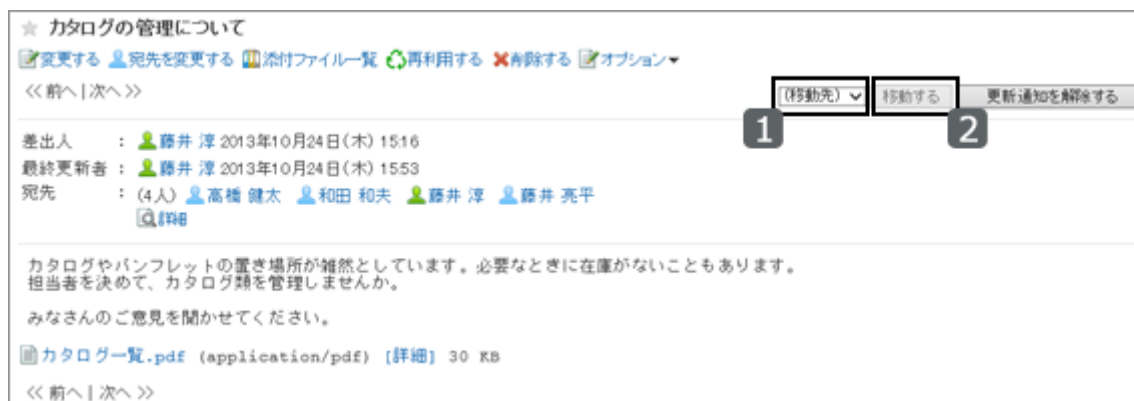 カタログの管理について
変更する 宛先を変更する 添付ファイル一覧 再利用する 削除する オプション
≪前へ | 次へ≫
(移動先) 移動する 更新通知を解除する
1 2
差出人 : 藤井 淳 2013年10月24日(木) 15:16
最終更新者 : 藤井 淳 2013年10月24日(木) 15:53
宛先 : (4人) 高橋 健太 和田 和夫 藤井 淳 藤井 亮平
詳細
カタログやパンフレットの置き場所が雑然としています。必要なときに在庫がないこともあります。
担当者を決めて、カタログ類を管理しませんか。
みなさんのご意見を聞かせてください。
カタログ一覧.pdf (application/pdf) [詳細] 30 KB
≪前へ | 次へ≫